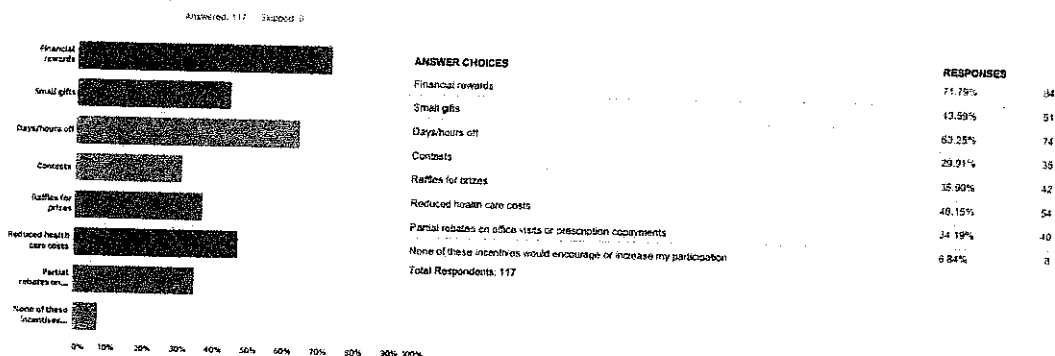 Answered: 117 Skipped: 0
Financial
rewards
Small gifts
Days/hours off
Contests
Raffles for
prizes
Reduced health
care costs
Partial
rebates on...
None of these
incentives...
0% 10% 20% 30% 40% 50% 60% 70% 80% 90% 100%
ANSWER CHOICES RESPONSES
Financial rewards 71.79% 84
Small gifts 43.59% 51
Days/hours off 63.25% 74
Contests 29.91% 35
Raffles for prizes 35.90% 42
Reduced health care costs 46.15% 54
Partial rebates on office visits or prescription copayments 34.19% 40
None of these incentives would encourage or increase my participation 6.84% 8
Total Respondents: 117